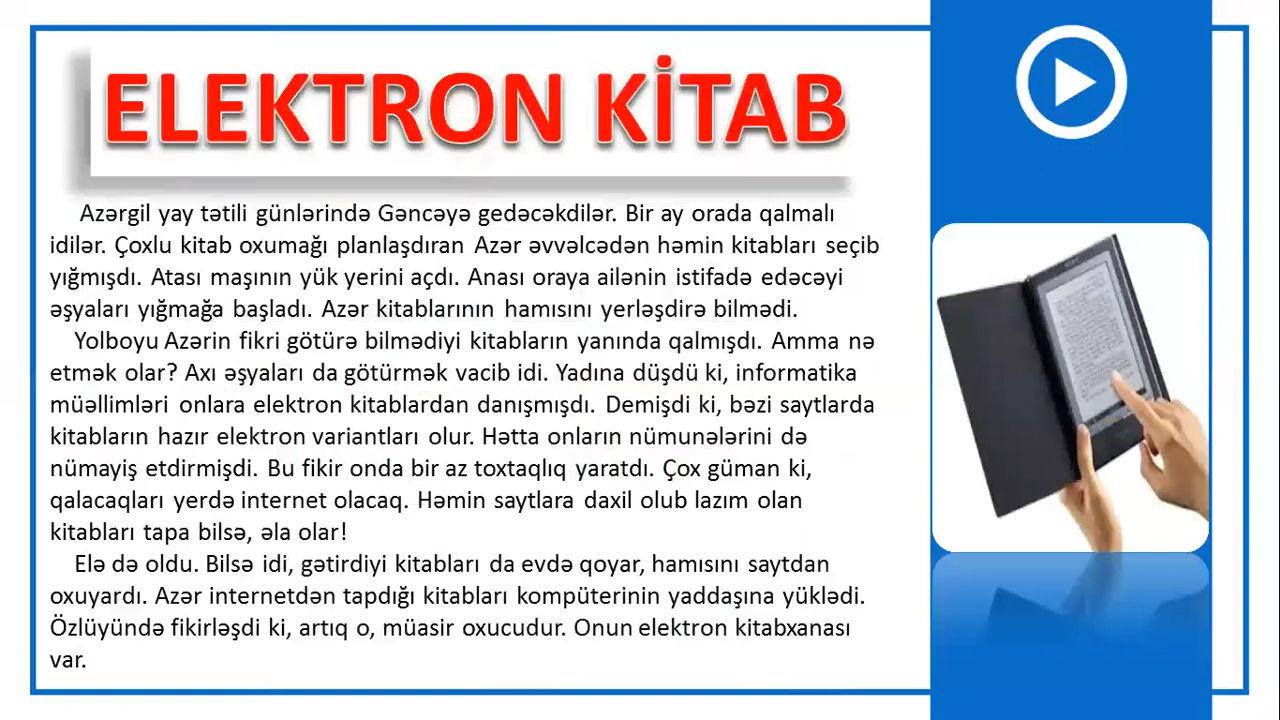 ELEKTRON KİTAB
Azərgil yay tətili günlərində Gəncəyə gedəcəkdilər. Bir ay orada qalmalı
idilər. Çoxlu kitab oxumağı planlaşdıran Azər əvvəlcədən həmin kitabları seçib
yığmışdı. Atası maşının yük yerini açdı. Anası oraya ailənin istifadə edəcəyi
əşyaları yığmağa başladı. Azər kitablarının hamısını yerləşdirə bilmədi.
Yolboyu Azərin fikri götürə bilmədiyi kitabların yanında qalmışdı. Amma nə
etmək olar? Axı əşyaları da götürmək vacib idi. Yadına düşdü ki, informatika
müəllimləri onlara elektron kitablardan danışmışdı. Demişdi ki, bəzi saytlarda
kitabların hazır elektron variantları olur. Hətta onların nümunələrini də
nümayiş etdirmişdi. Bu fikir onda bir az toxtaqlıq yaratdı. Çox güman ki,
qalacaqları yerdə internet olacaq. Həmin saytlara daxil olub lazım olan
kitabları tapa bilsə, əla olar!
Elə də oldu. Bilsə idi, gətirdiyi kitabları da evdə qoyar, hamısını saytdan
oxuyardı. Azər internetdən tapdığı kitabları kompüterinin yaddaşına yüklədi.
Özlüyündə fikirləşdi ki, artıq o, müasir oxucudur. Onun elektron kitabxanası
var.